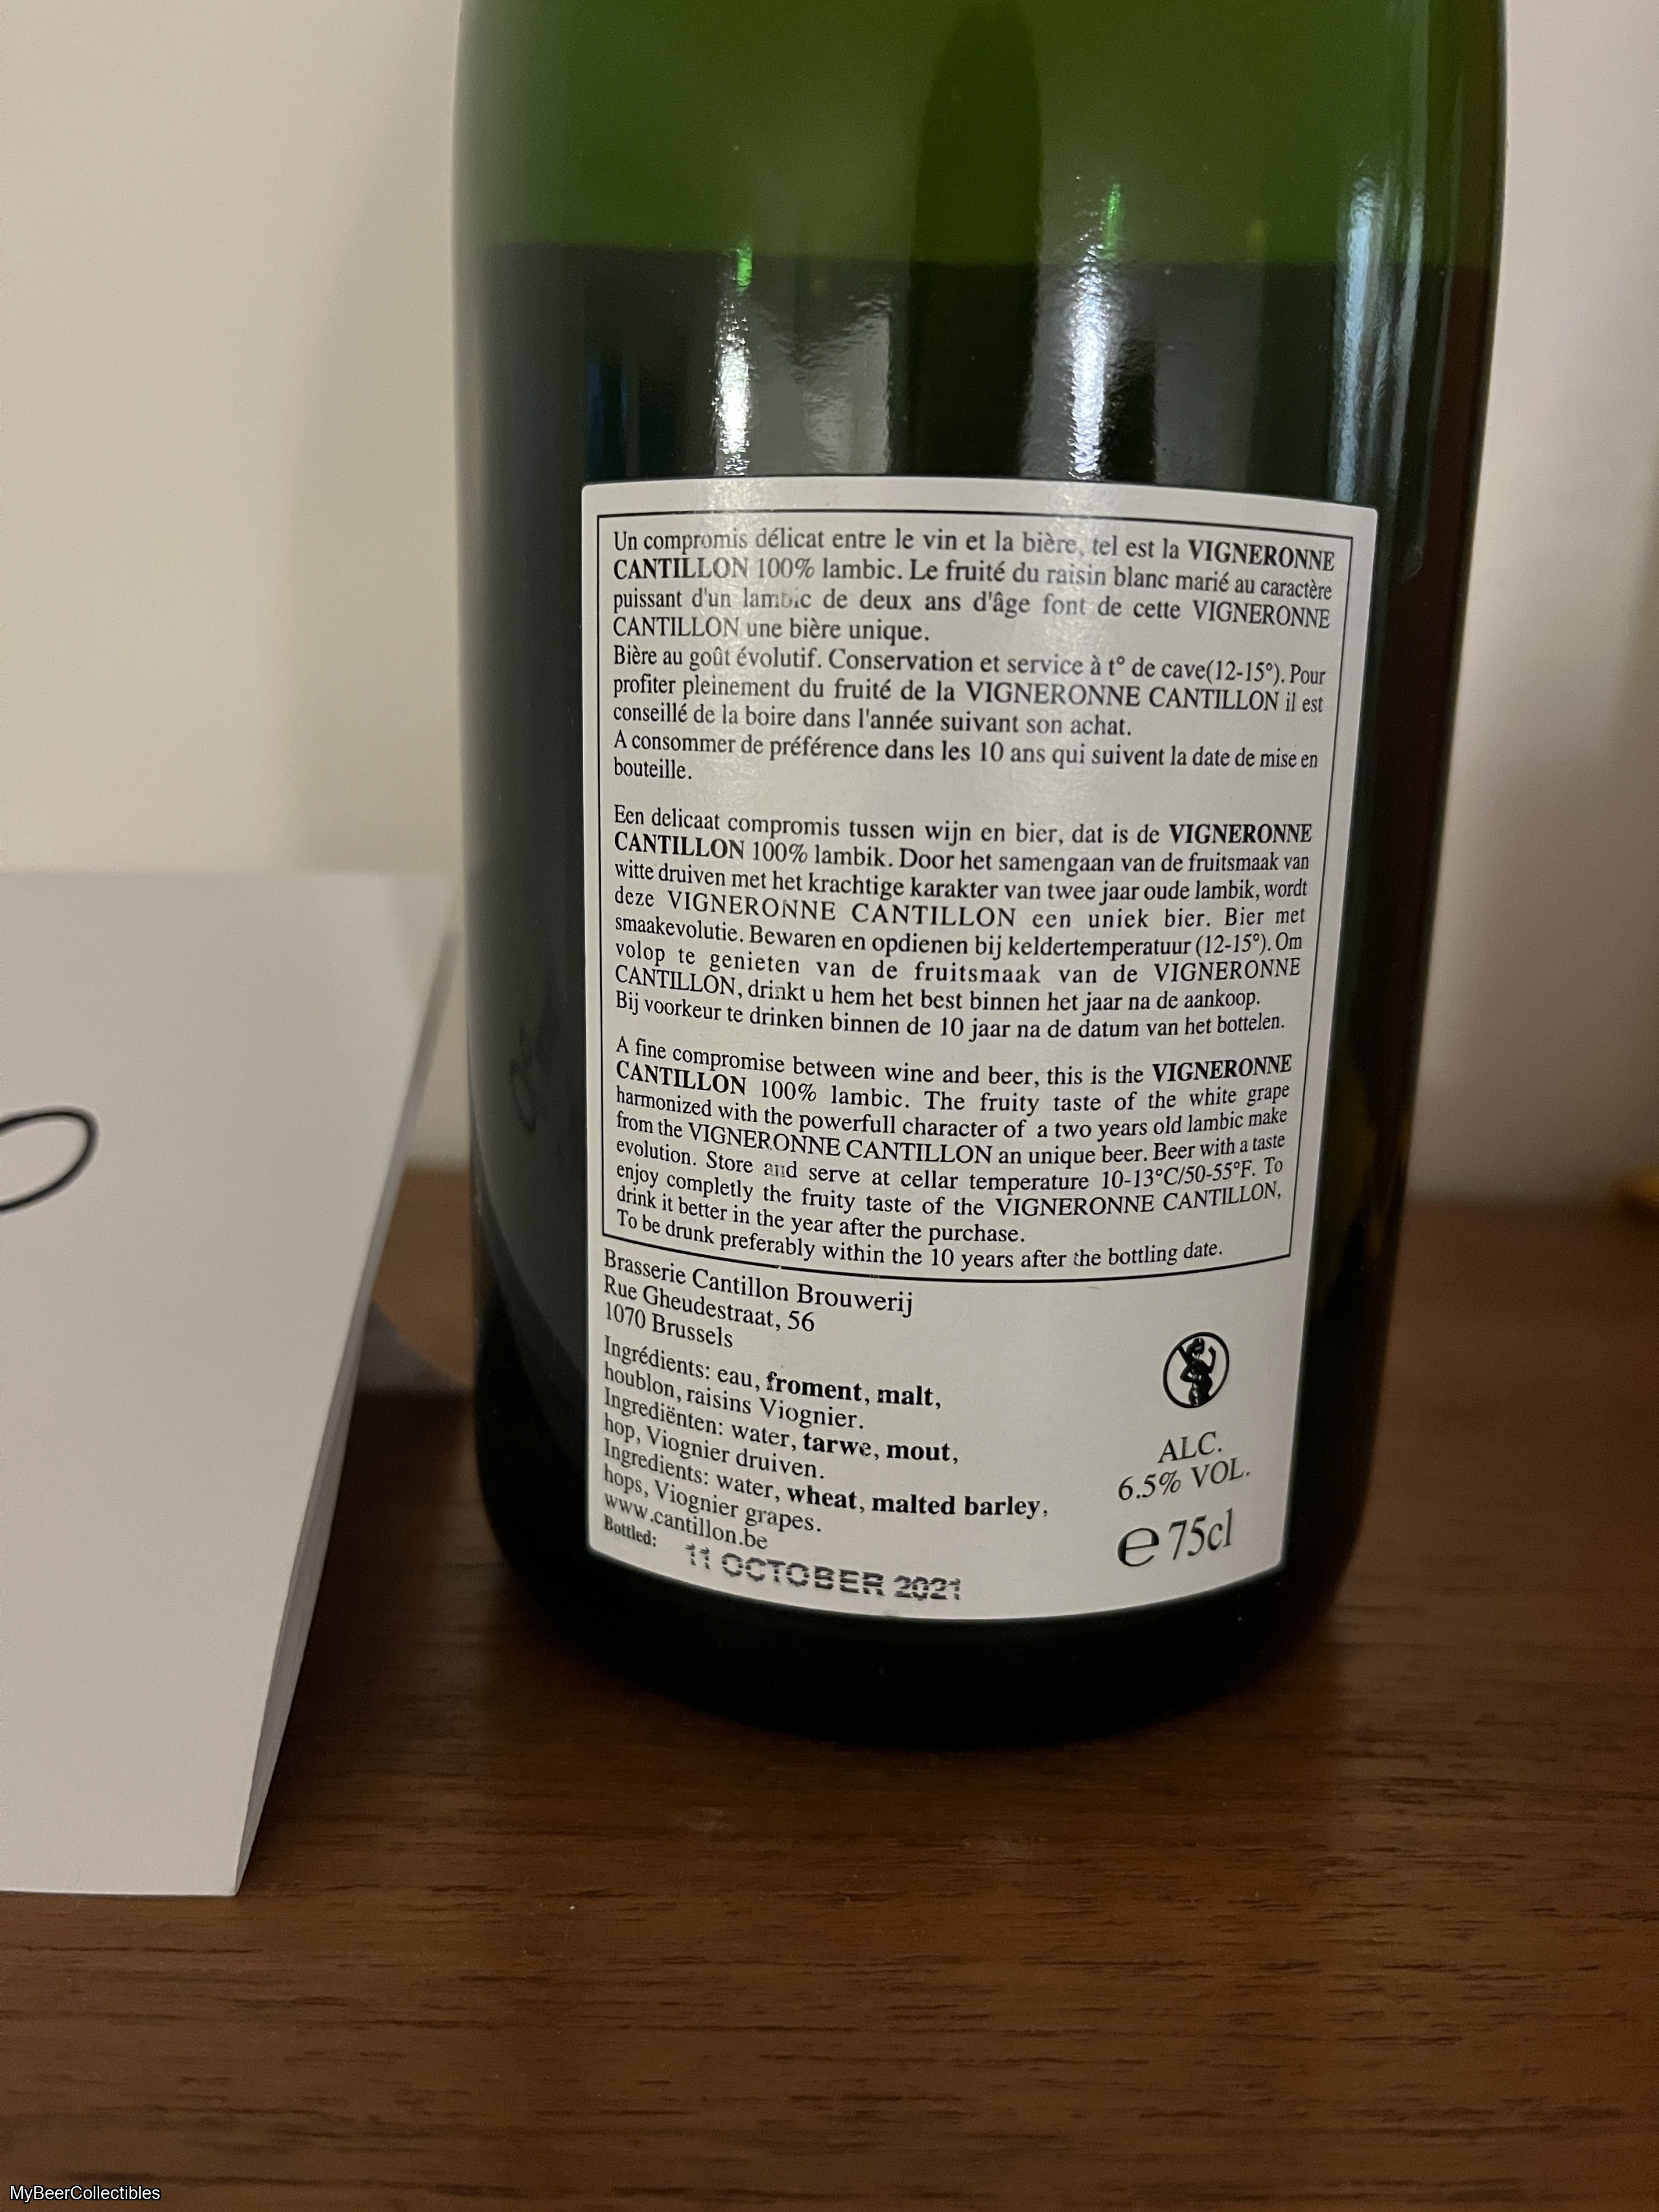 Un compromis délicat entre le vin et la bière, tel est la VIGNERONNE
CANTILLON 100% lambic. Le fruité du raisin blanc marié au caractère
puissant d'un lambic de deux ans d'âge font de cette VIGNERONNE
CANTILLON une bière unique.
Bière au goût évolutif. Conservation et service à t° de cave(12-15°). Pour
profiter pleinement du fruité de la VIGNERONNE CANTILLON il est
conseillé de la boire dans l'année suivant son achat.
A consommer de préférence dans les 10 ans qui suivent la date de mise en
bouteille.
Een delicaat compromis tussen wijn en bier, dat is de VIGNERONNE
CANTILLON 100% lambik. Door het samengaan van de fruitsmaak van
witte druiven met het krachtige karakter van twee jaar oude lambik, wordt
deze VIGNERONNE CANTILLON een uniek bier. Bier met
smaakevolutie. Bewaren en opdienen bij keldertemperatuur (12-15°). Om
volop te genieten van de fruitsmaak van de VIGNERONNE
CANTILLON, drinkt u hem het best binnen het jaar na de aankoop.
Bij voorkeur te drinken binnen de 10 jaar na de datum van het bottelen.
A fine compromise between wine and beer, this is the VIGNERONNE
CANTILLON 100% lambic. The fruity taste of the white grape
harmonized with the powerfull character of a two years old lambic make
from the VIGNERONNE CANTILLON an unique beer. Beer with a taste
evolution. Store and serve at cellar temperature 10-13°C/50-55°F. To
enjoy completly the fruity taste of the VIGNERONNE CANTILLON,
drink it better in the year after the purchase.
To be drunk preferably within the 10 years after the bottling date.
Brasserie Cantillon Brouwerij
Rue Gheudestraat, 56
1070 Brussels
Ingrédients: eau, froment, malt,
houblon, raisins Viognier.
Ingrediënten: water, tarwe, mout,
hop, Viognier druiven.
Ingredients: water, wheat, malted barley,
hops, Viognier grapes.
www.cantillon.be
Bottled: 11 OCTOBER 2021
ALC.
6.5% VOL.
℮ 75cl
MyBeerCollectibles